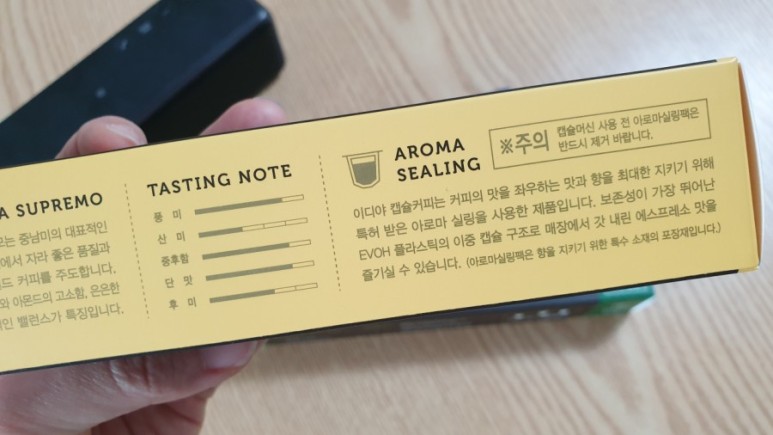 A SUPREMO
모는 중남미의 대표적인
에서 자라 좋은 품질과
드 커피를 주도합니다.
와 아몬드의 고소함, 은은한
인 밸런스가 특징입니다.
TASTING NOTE
풍 미
산 미
중후함
단 맛
후 미
AROMA
SEALING
※주의
캡슐머신 사용 전 아로마실링팩은
반드시 제거 바랍니다.
이디야 캡슐커피는 커피의 맛을 좌우하는 맛과 향을 최대한 지키기 위해
특허 받은 아로마 실링을 사용한 제품입니다. 보존성이 가장 뛰어난
EVOH 플라스틱의 이중 캡슐 구조로 매장에서 갓 내린 에스프레소 맛을
즐기실 수 있습니다. (아로마실링팩은 향을 지키기 위한 특수 소재의 포장재입니다.)